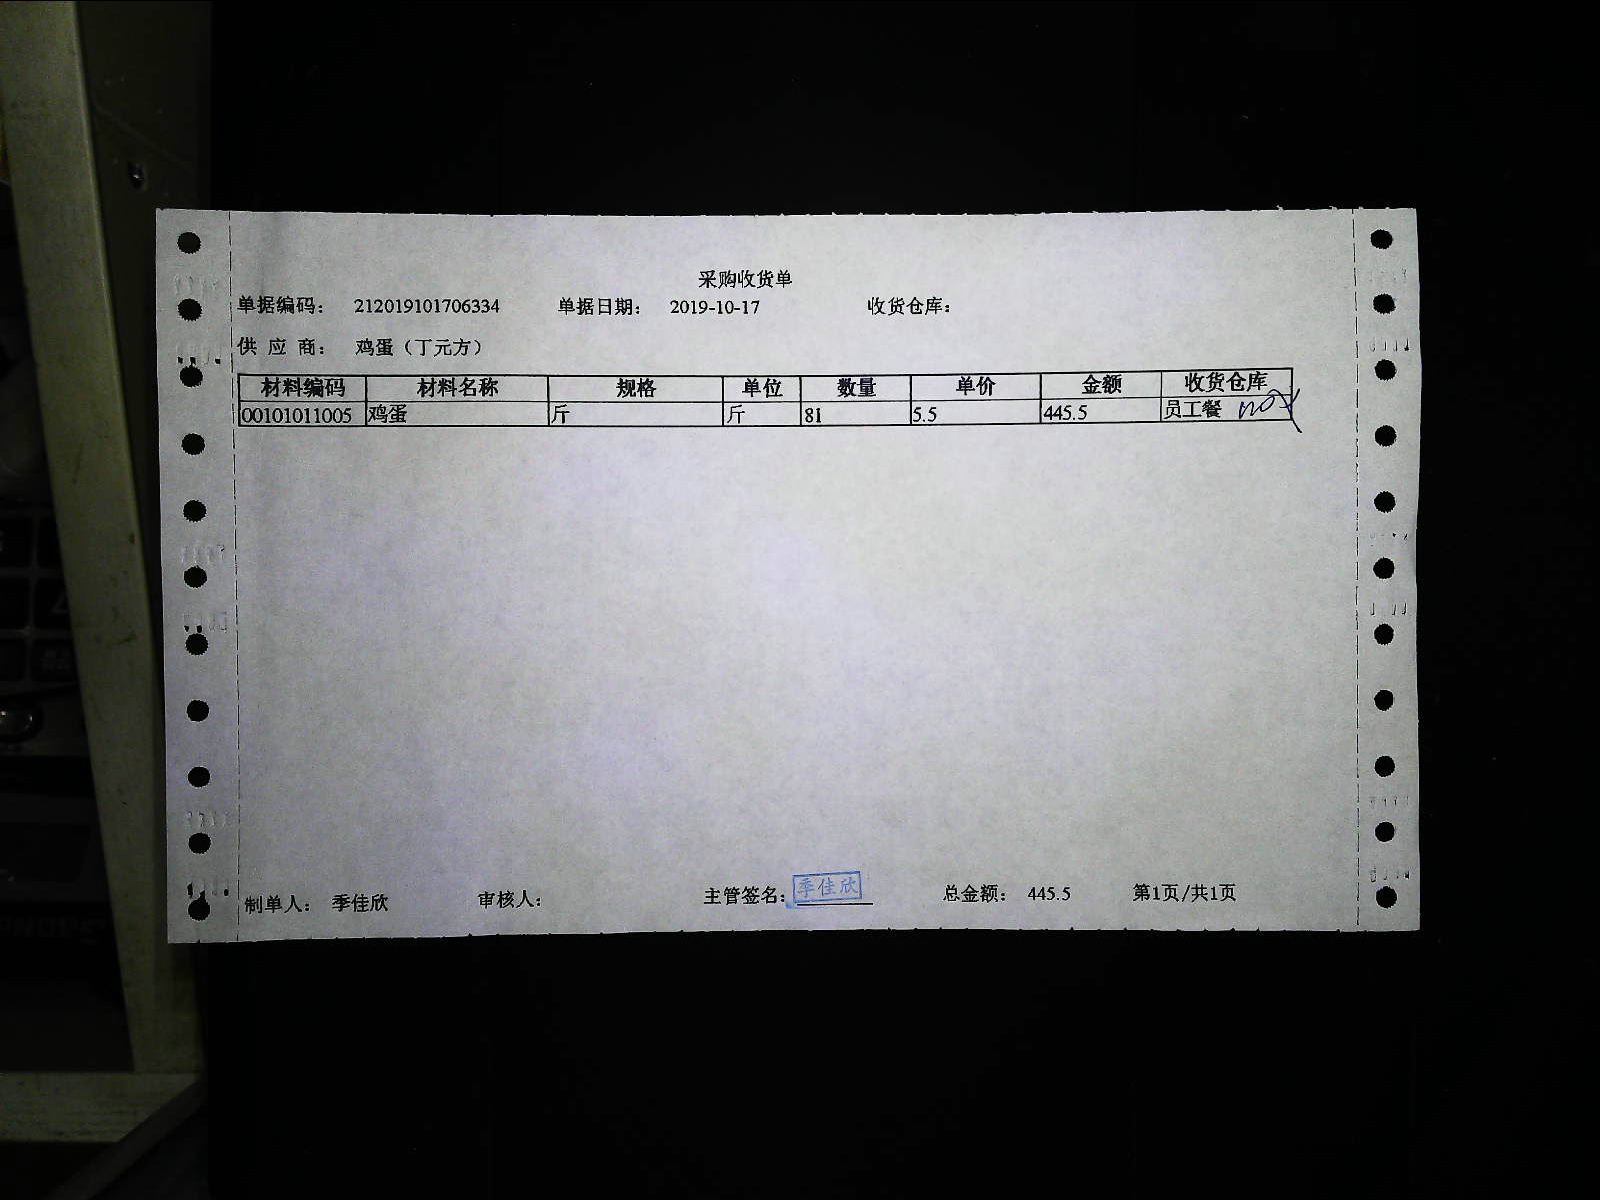 采购收货单
单据编码： 212019101706334 单据日期： 2019-10-17 收货仓库：
供 应 商： 鸡蛋（丁元方）
材料编码 材料名称 规格 单位 数量 单价 金额 收货仓库
00101011005 鸡蛋 斤 斤 81 5.5 445.5 员工餐
制单人： 季佳欣 审核人： 主管签名： 季佳欣 总金额： 445.5 第1页/共1页